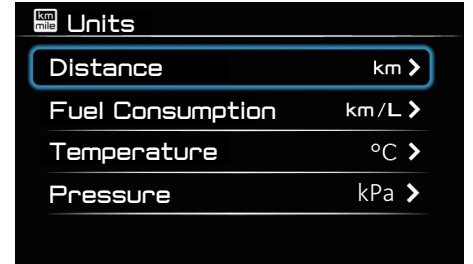 km
mile
Units
Distance km
Fuel Consumption km/L
Temperature °C
Pressure kPa